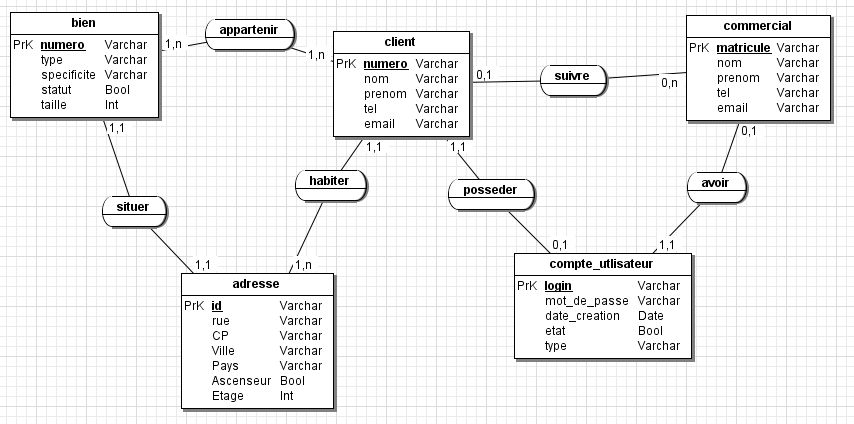 bien
PrK numero Varchar
type Varchar
specificite Varchar
statut Bool
taille Int
1,n
appartenir
1,n
client
PrK numero Varchar
nom Varchar
prenom Varchar
tel Varchar
email Varchar
0,1
suivre
0,n
commercial
PrK matricule Varchar
nom Varchar
prenom Varchar
tel Varchar
email Varchar
1,1
situer
1,1
1,1
habiter
1,n
1,1
posseder
0,1
0,1
avoir
1,1
adresse
PrK id Varchar
rue Varchar
CP Varchar
Ville Varchar
Pays Varchar
Ascenseur Bool
Etage Int
compte_utlisateur
PrK login Varchar
mot_de_passe Varchar
date_creation Date
etat Bool
type Varchar